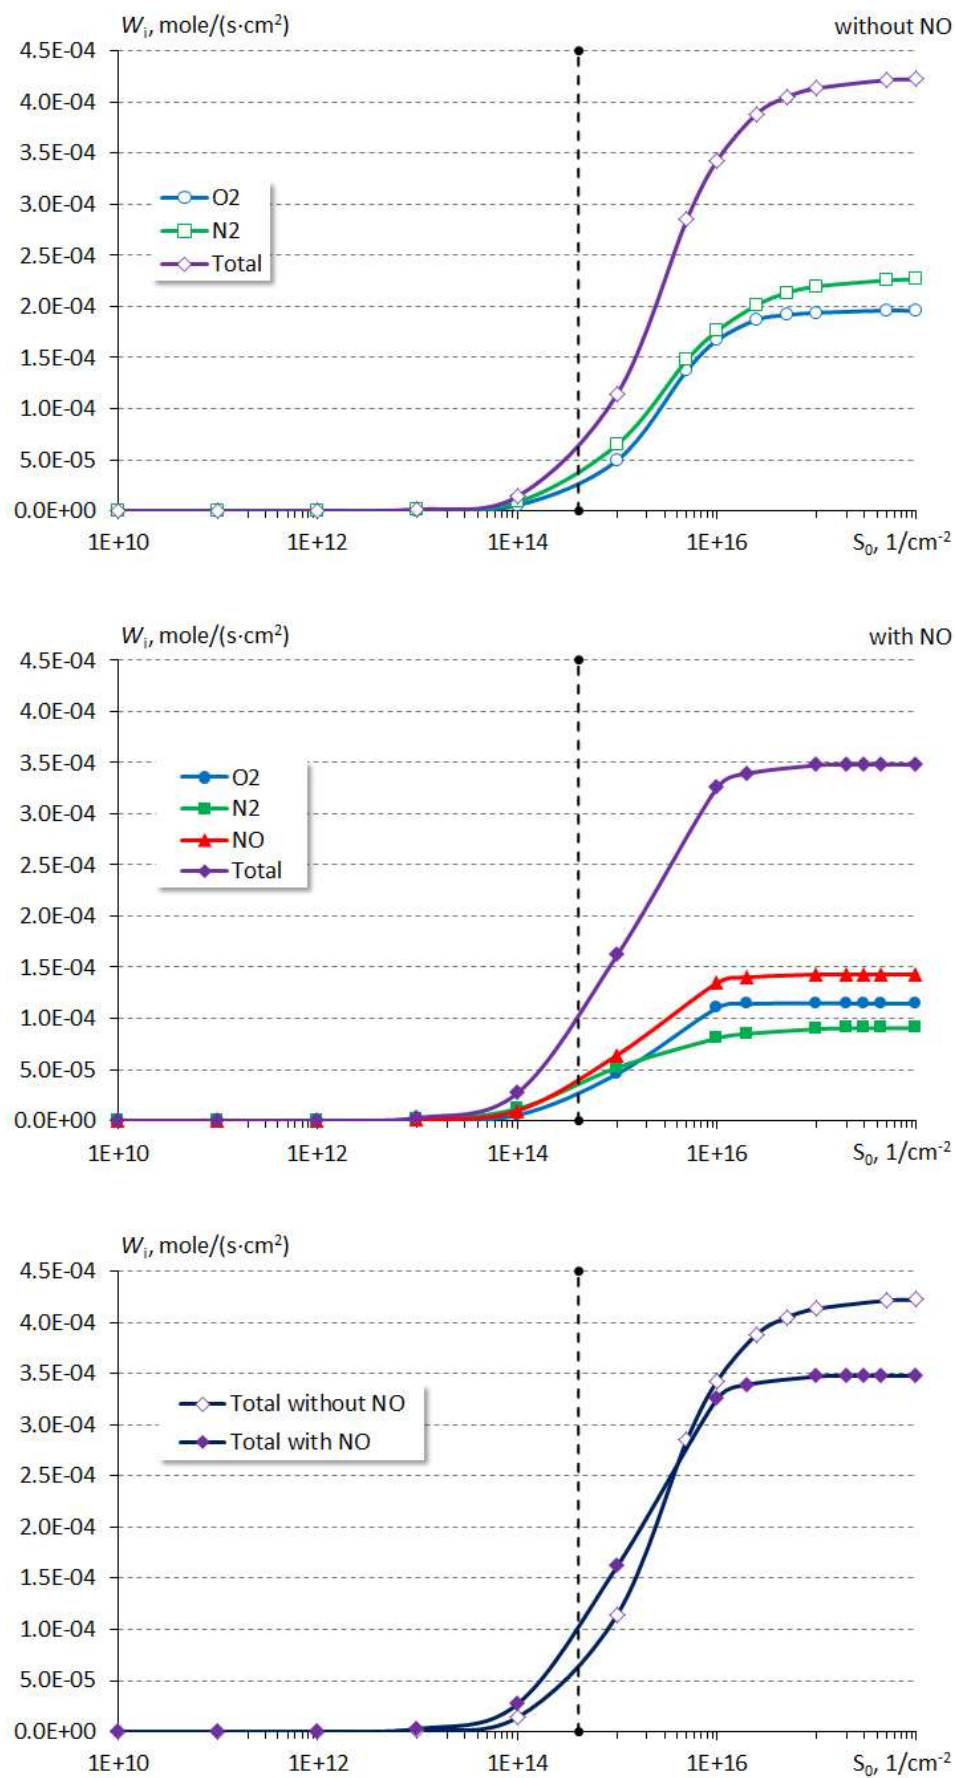 Wi, mole/(s·cm²) without NO
4.5E-04
4.0E-04
3.5E-04
3.0E-04
2.5E-04
2.0E-04
1.5E-04
1.0E-04
5.0E-05
0.0E+00
O2
N2
Total
1E+10 1E+12 1E+14 1E+16 S₀, 1/cm⁻²
Wi, mole/(s·cm²) with NO
4.5E-04
4.0E-04
3.5E-04
3.0E-04
2.5E-04
2.0E-04
1.5E-04
1.0E-04
5.0E-05
0.0E+00
O2
N2
NO
Total
1E+10 1E+12 1E+14 1E+16 S₀, 1/cm⁻²
Wi, mole/(s·cm²)
4.5E-04
4.0E-04
3.5E-04
3.0E-04
2.5E-04
2.0E-04
1.5E-04
1.0E-04
5.0E-05
0.0E+00
Total without NO
Total with NO
1E+10 1E+12 1E+14 1E+16 S₀, 1/cm⁻²